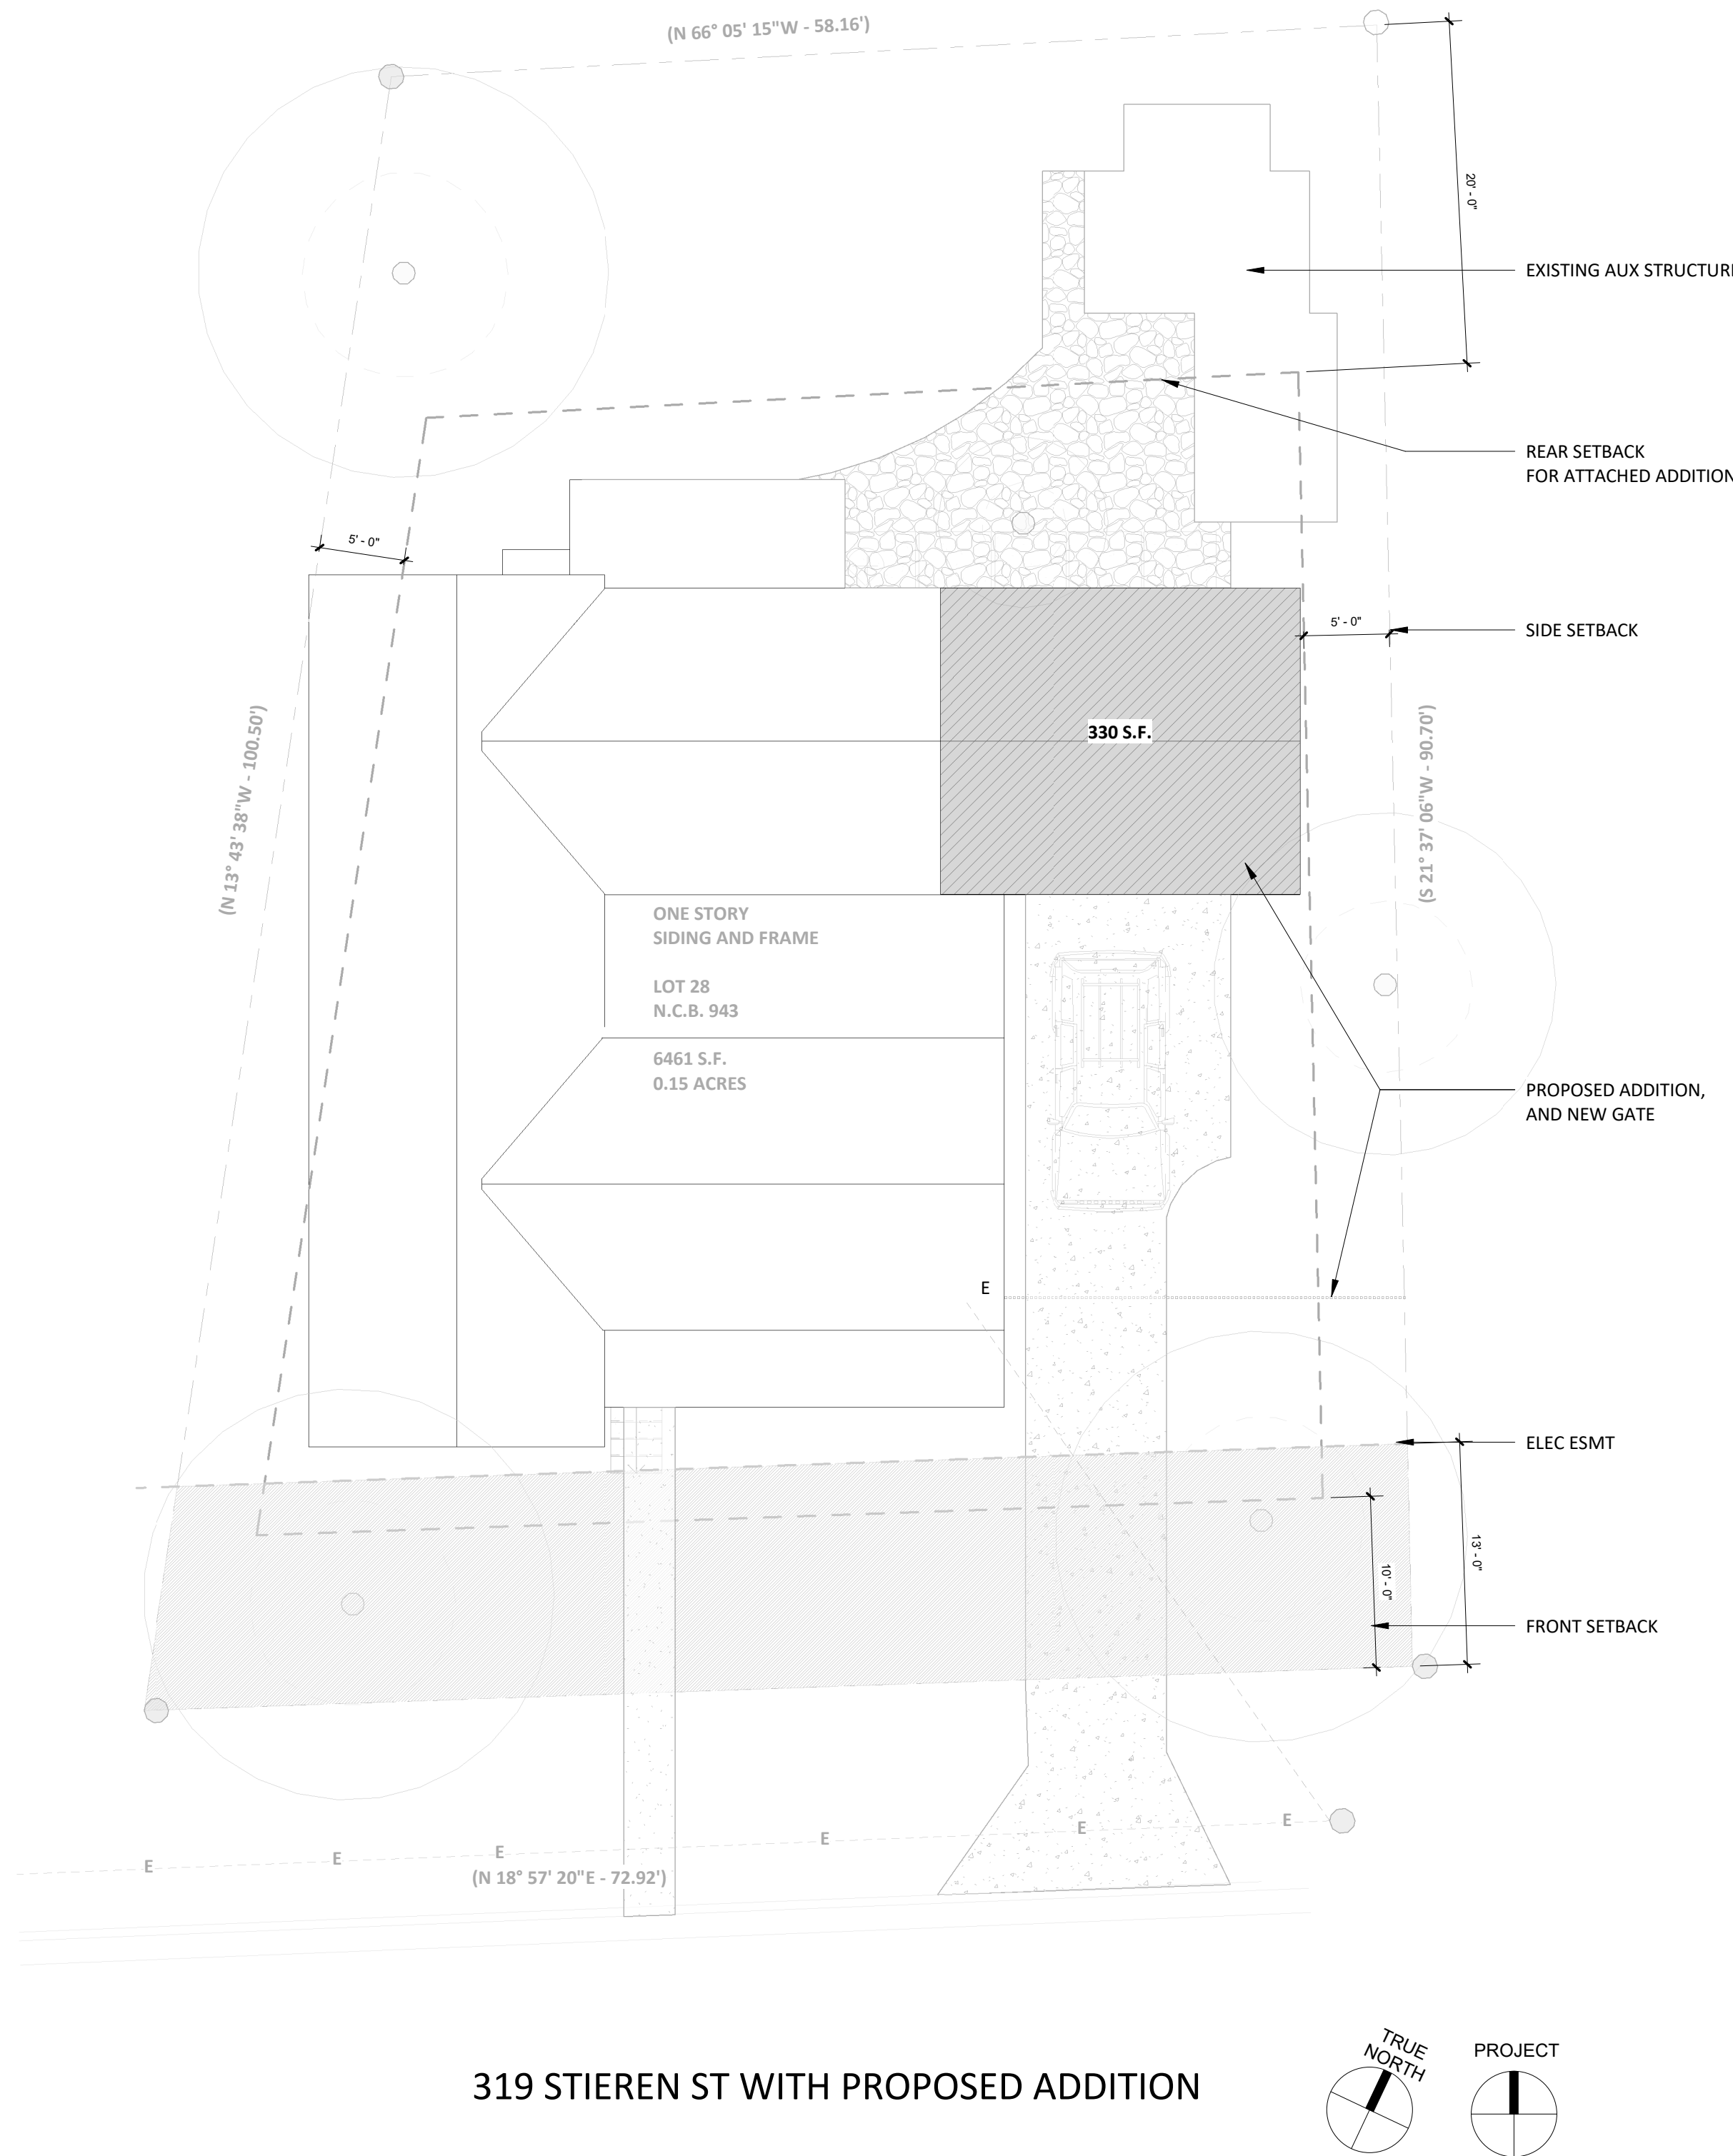 (N 66° 05' 15"W - 58.16')
20' - 0"
EXISTING AUX STRUCTUR
REAR SETBACK
FOR ATTACHED ADDITION
5' - 0"
5' - 0"
SIDE SETBACK
330 S.F.
(N 13° 43' 38"W - 100.50')
(S 21° 37' 06"W - 90.70')
ONE STORY
SIDING AND FRAME
LOT 28
N.C.B. 943
6461 S.F.
0.15 ACRES
PROPOSED ADDITION,
AND NEW GATE
E
ELEC ESMT
13' - 0"
10' - 0"
FRONT SETBACK
E
E
E
E
E
E
(N 18° 57' 20"E - 72.92')
319 STIEREN ST WITH PROPOSED ADDITION
TRUE
NORTH
PROJECT